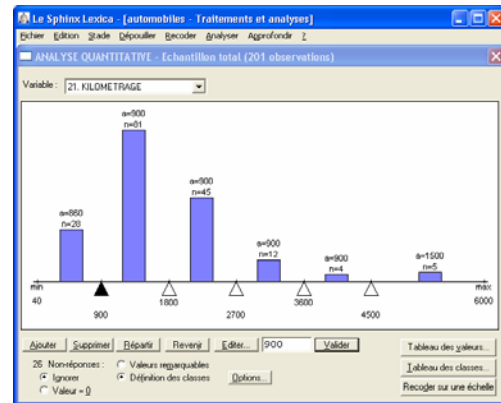 Le Sphinx Lexica - [automobiles - Traitements et analyses]
Fichier Edition Stade Dépouiller Recoder Analyser Approfondir ?
ANALYSE QUANTITATIVE - Echantillon total (201 observations)
Variable : 21. KILOMETRAGE
a=900
n=81
a=900
n=45
a=860
n=28
a=900
n=12
a=900
n=4
a=1500
n=5
min max
40 1800 3600 6000
900 2700 4500
Ajouter Supprimer Répartir Revenir Editer... 900 Valider Tableau des valeurs...
26 Non-réponses : Valeurs remarquables
Ignorer Définition des classes Options... Tableau des classes...
Valeur = 0 Recoder sur une échelle